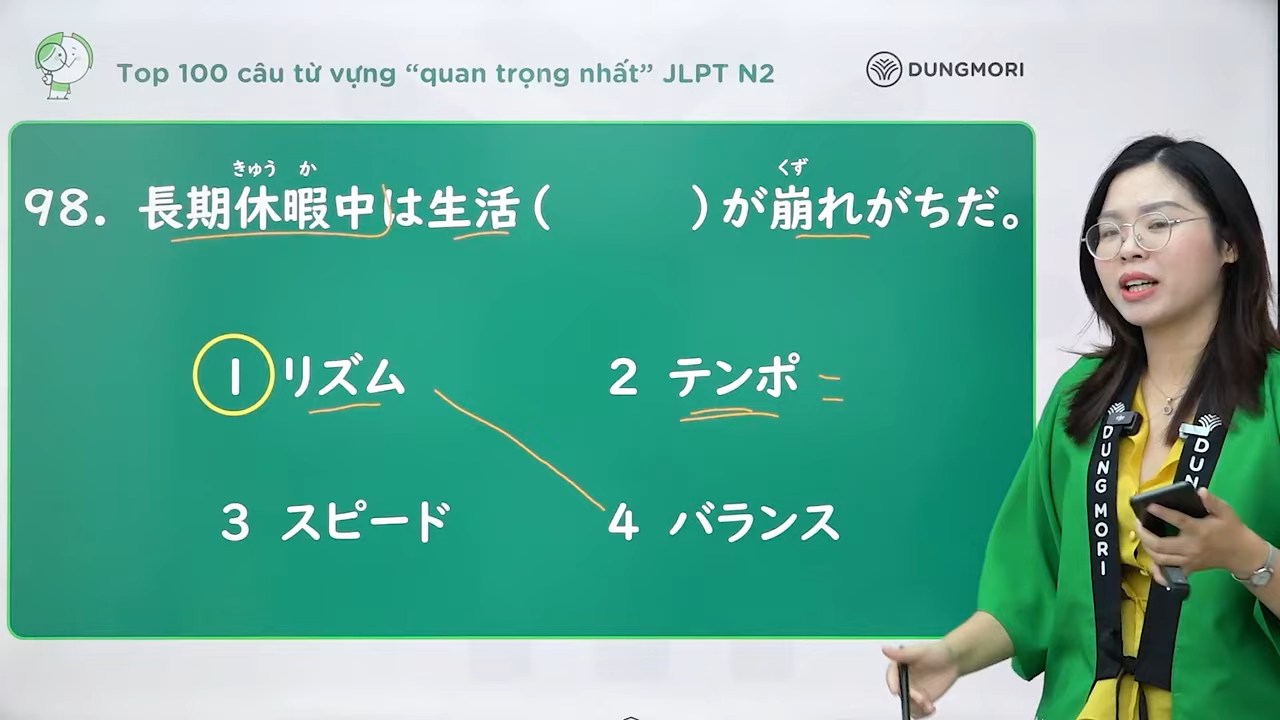 Top 100 câu từ vựng “quan trọng nhất” JLPT N2
DUNGMORI
きゅう か くず
98. 長期休暇中は生活( )が崩れがちだ。
1 リズム
2 テンポ
3 スピード
4 バランス
DUNG MORI
DUN